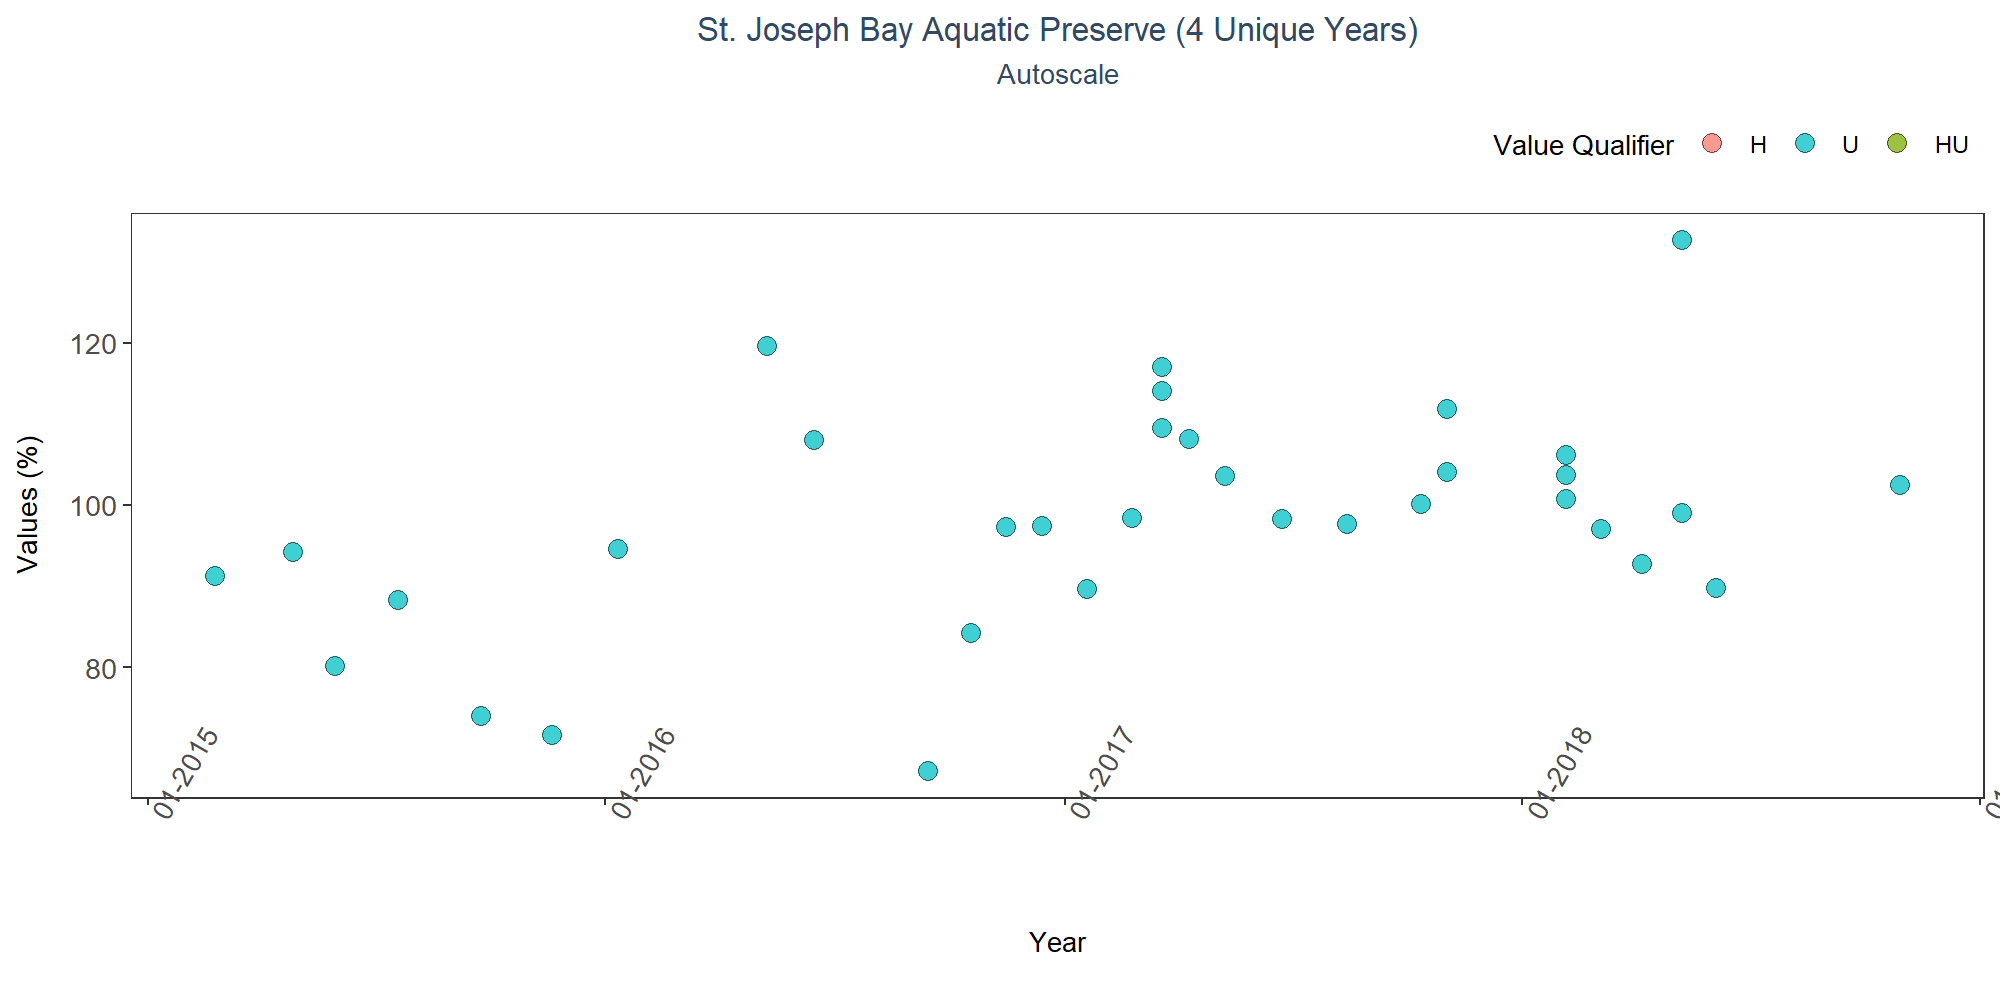 St. Joseph Bay Aquatic Preserve (4 Unique Years)
Autoscale
Value Qualifier H U HU
Values (%)
120
100
80
01-2015
01-2016
01-2017
01-2018
Year